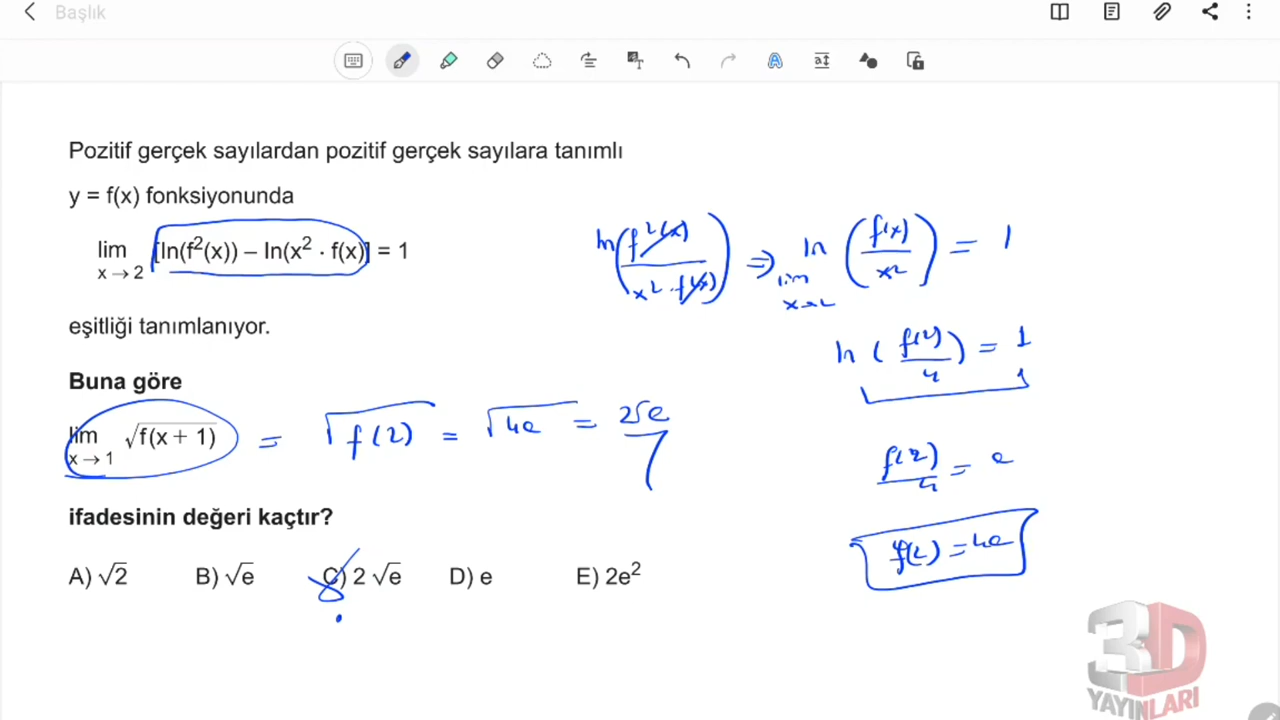 Başlık
Pozitif gerçek sayılardan pozitif gerçek sayılara tanımlı
y = f(x) fonksiyonunda
lim x → 2 [ln(f²(x)) – ln(x² · f(x)] = 1
eşitliği tanımlanıyor.
Buna göre
lim x → 1 √f(x + 1) = √f(2) = √4e = 2√e
ifadesinin değeri kaçtır?
A) √2 B) √e C) 2 √e D) e E) 2e²
ln(f²(x) / x² · f(x)) ⇒ lim x→2 ln(f(x) / x²) = 1
ln(f(2) / 4) = 1
f(2) / 4 = e
f(2) = 4e
3D
YAYINLARI